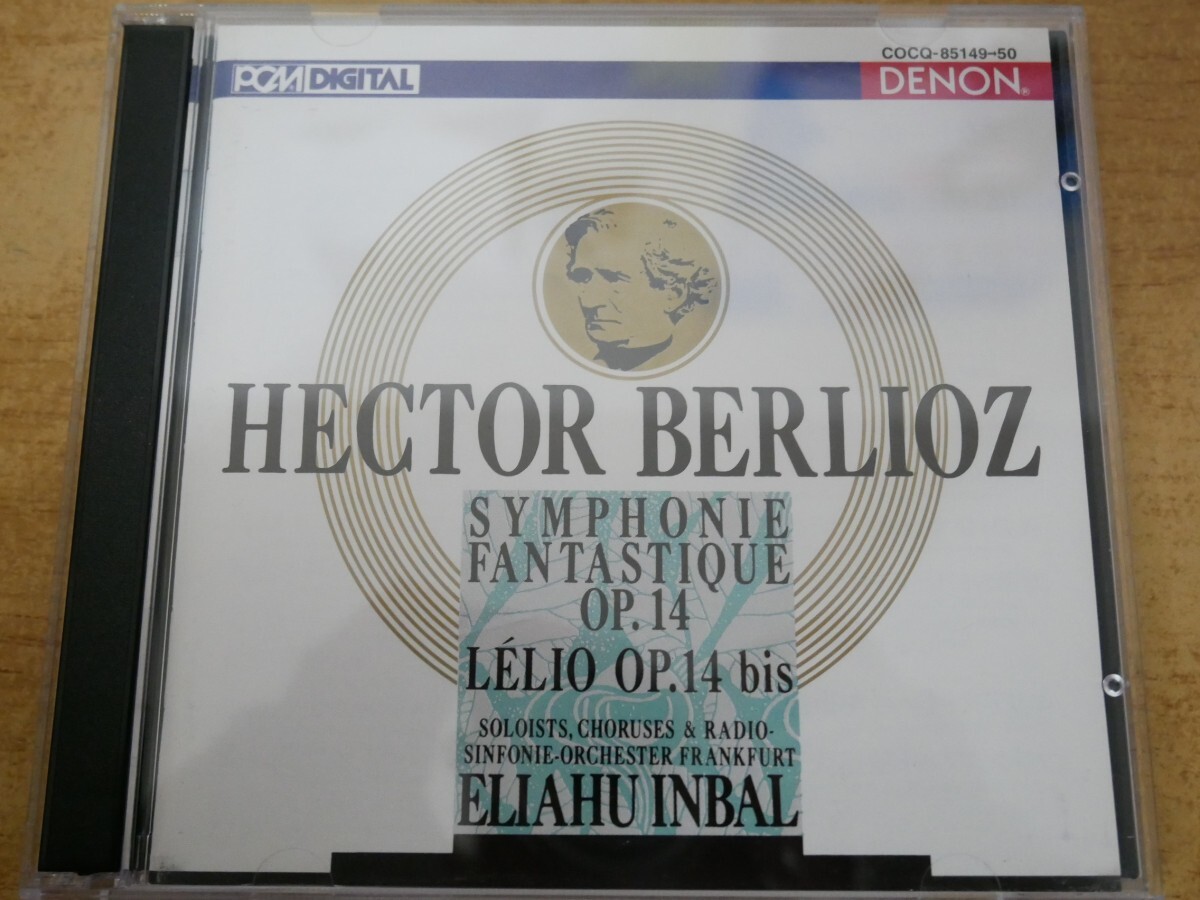 COCQ-85149→50
PCM DIGITAL
DENON®
HECTOR BERLIOZ
SYMPHONIE
FANTASTIQUE
OP.14
LÉLIO OP.14 bis
SOLOISTS, CHORUSES & RADIO-
SINFONIE-ORCHESTER FRANKFURT
ELIAHU INBAL